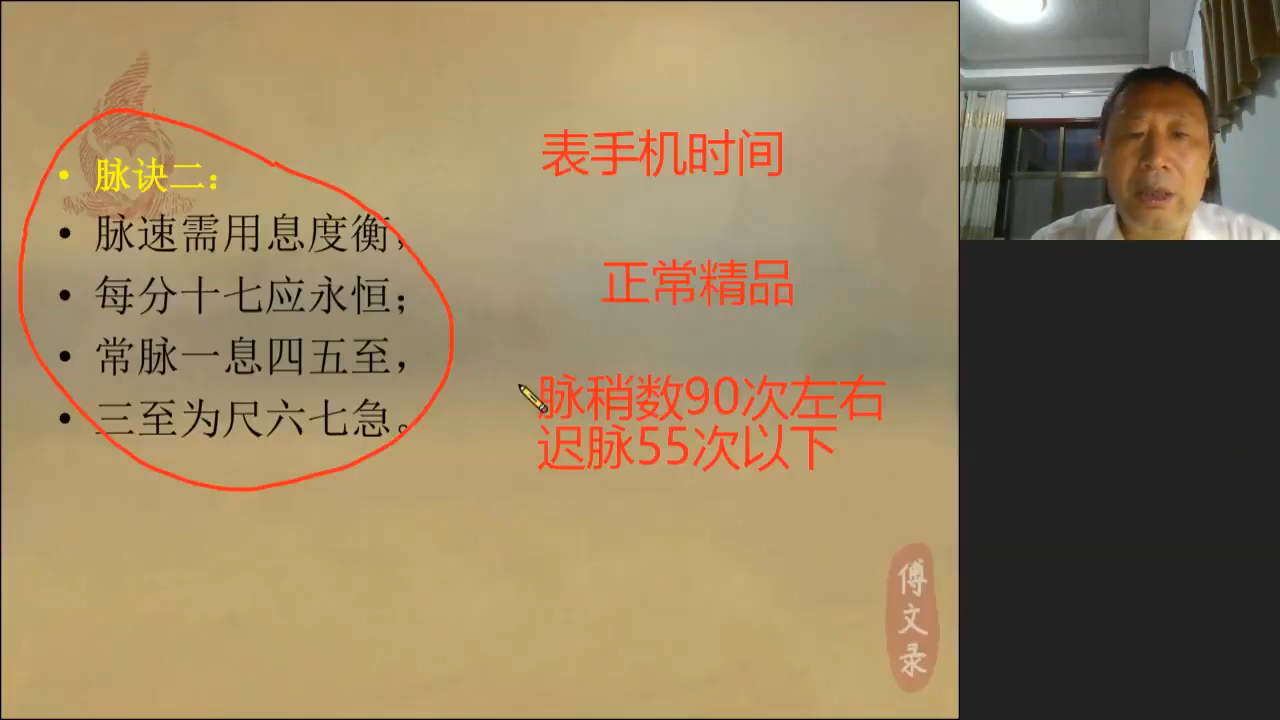 脉诀二：
脉速需用息度衡，
每分十七应永恒；
常脉一息四五至，
三至为尺六七急。
表手机时间
正常精品
脉稍数90次左右
迟脉55次以下
傅文录